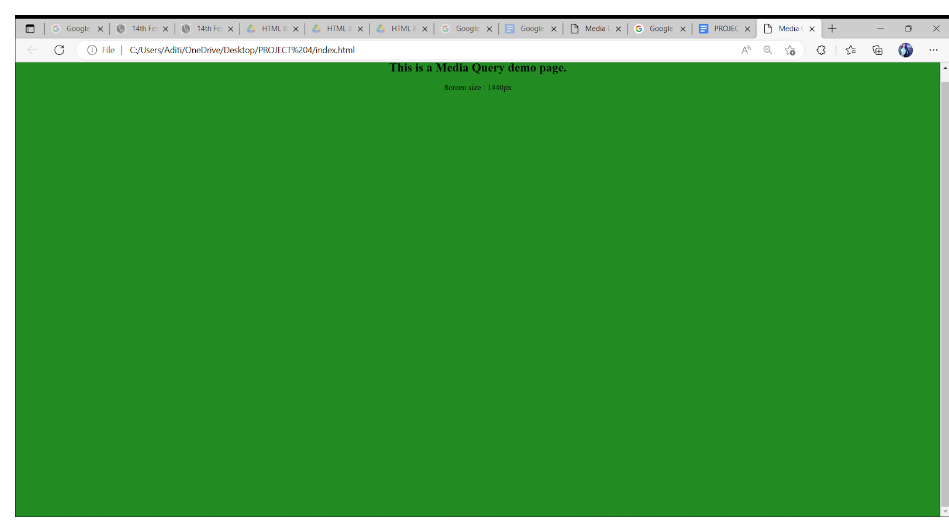 Google
14th Fe
14th Fe
HTML
HTML
HTML
Google
Google
Media
Google
PROJEC
Media
File | C:/Users/Aditi/OneDrive/Desktop/PROJECT%204/index.html
This is a Media Query demo page.
Screen size : 1440px